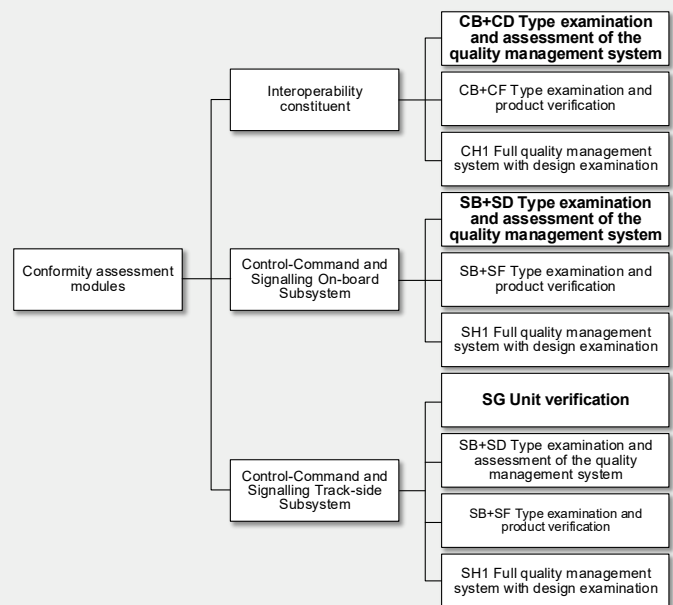 Conformity assessment
modules
Interoperability
constituent
CB+CD Type examination
and assessment of the
quality management system
CB+CF Type examination and
product verification
CH1 Full quality management
system with design examination
Control-Command and
Signalling On-board
Subsystem
SB+SD Type examination
and assessment of the
quality management system
SB+SF Type examination and
product verification
SH1 Full quality management
system with design examination
Control-Command and
Signalling Track-side
Subsystem
SG Unit verification
SB+SD Type examination and
assessment of the quality
management system
SB+SF Type examination and
product verification
SH1 Full quality management
system with design examination